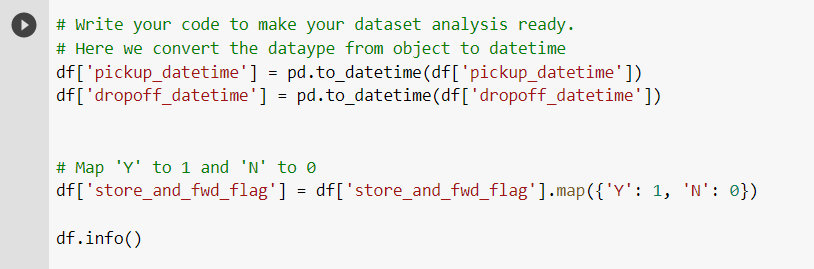 # Write your code to make your dataset analysis ready.
# Here we convert the dataype from object to datetime
df['pickup_datetime'] = pd.to_datetime(df['pickup_datetime'])
df['dropoff_datetime'] = pd.to_datetime(df['dropoff_datetime'])
# Map 'Y' to 1 and 'N' to 0
df['store_and_fwd_flag'] = df['store_and_fwd_flag'].map({'Y': 1, 'N': 0})
df.info()